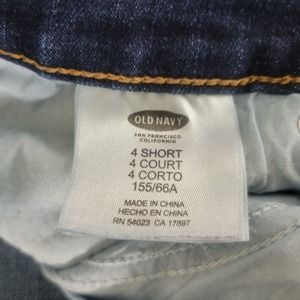 OLD NAVY
SAN FRANCISCO
CALIFORNIA
4 SHORT
4 COURT
4 CORTO
155/66A
MADE IN CHINA
HECHO EN CHINA
RN 54023 CA 17897